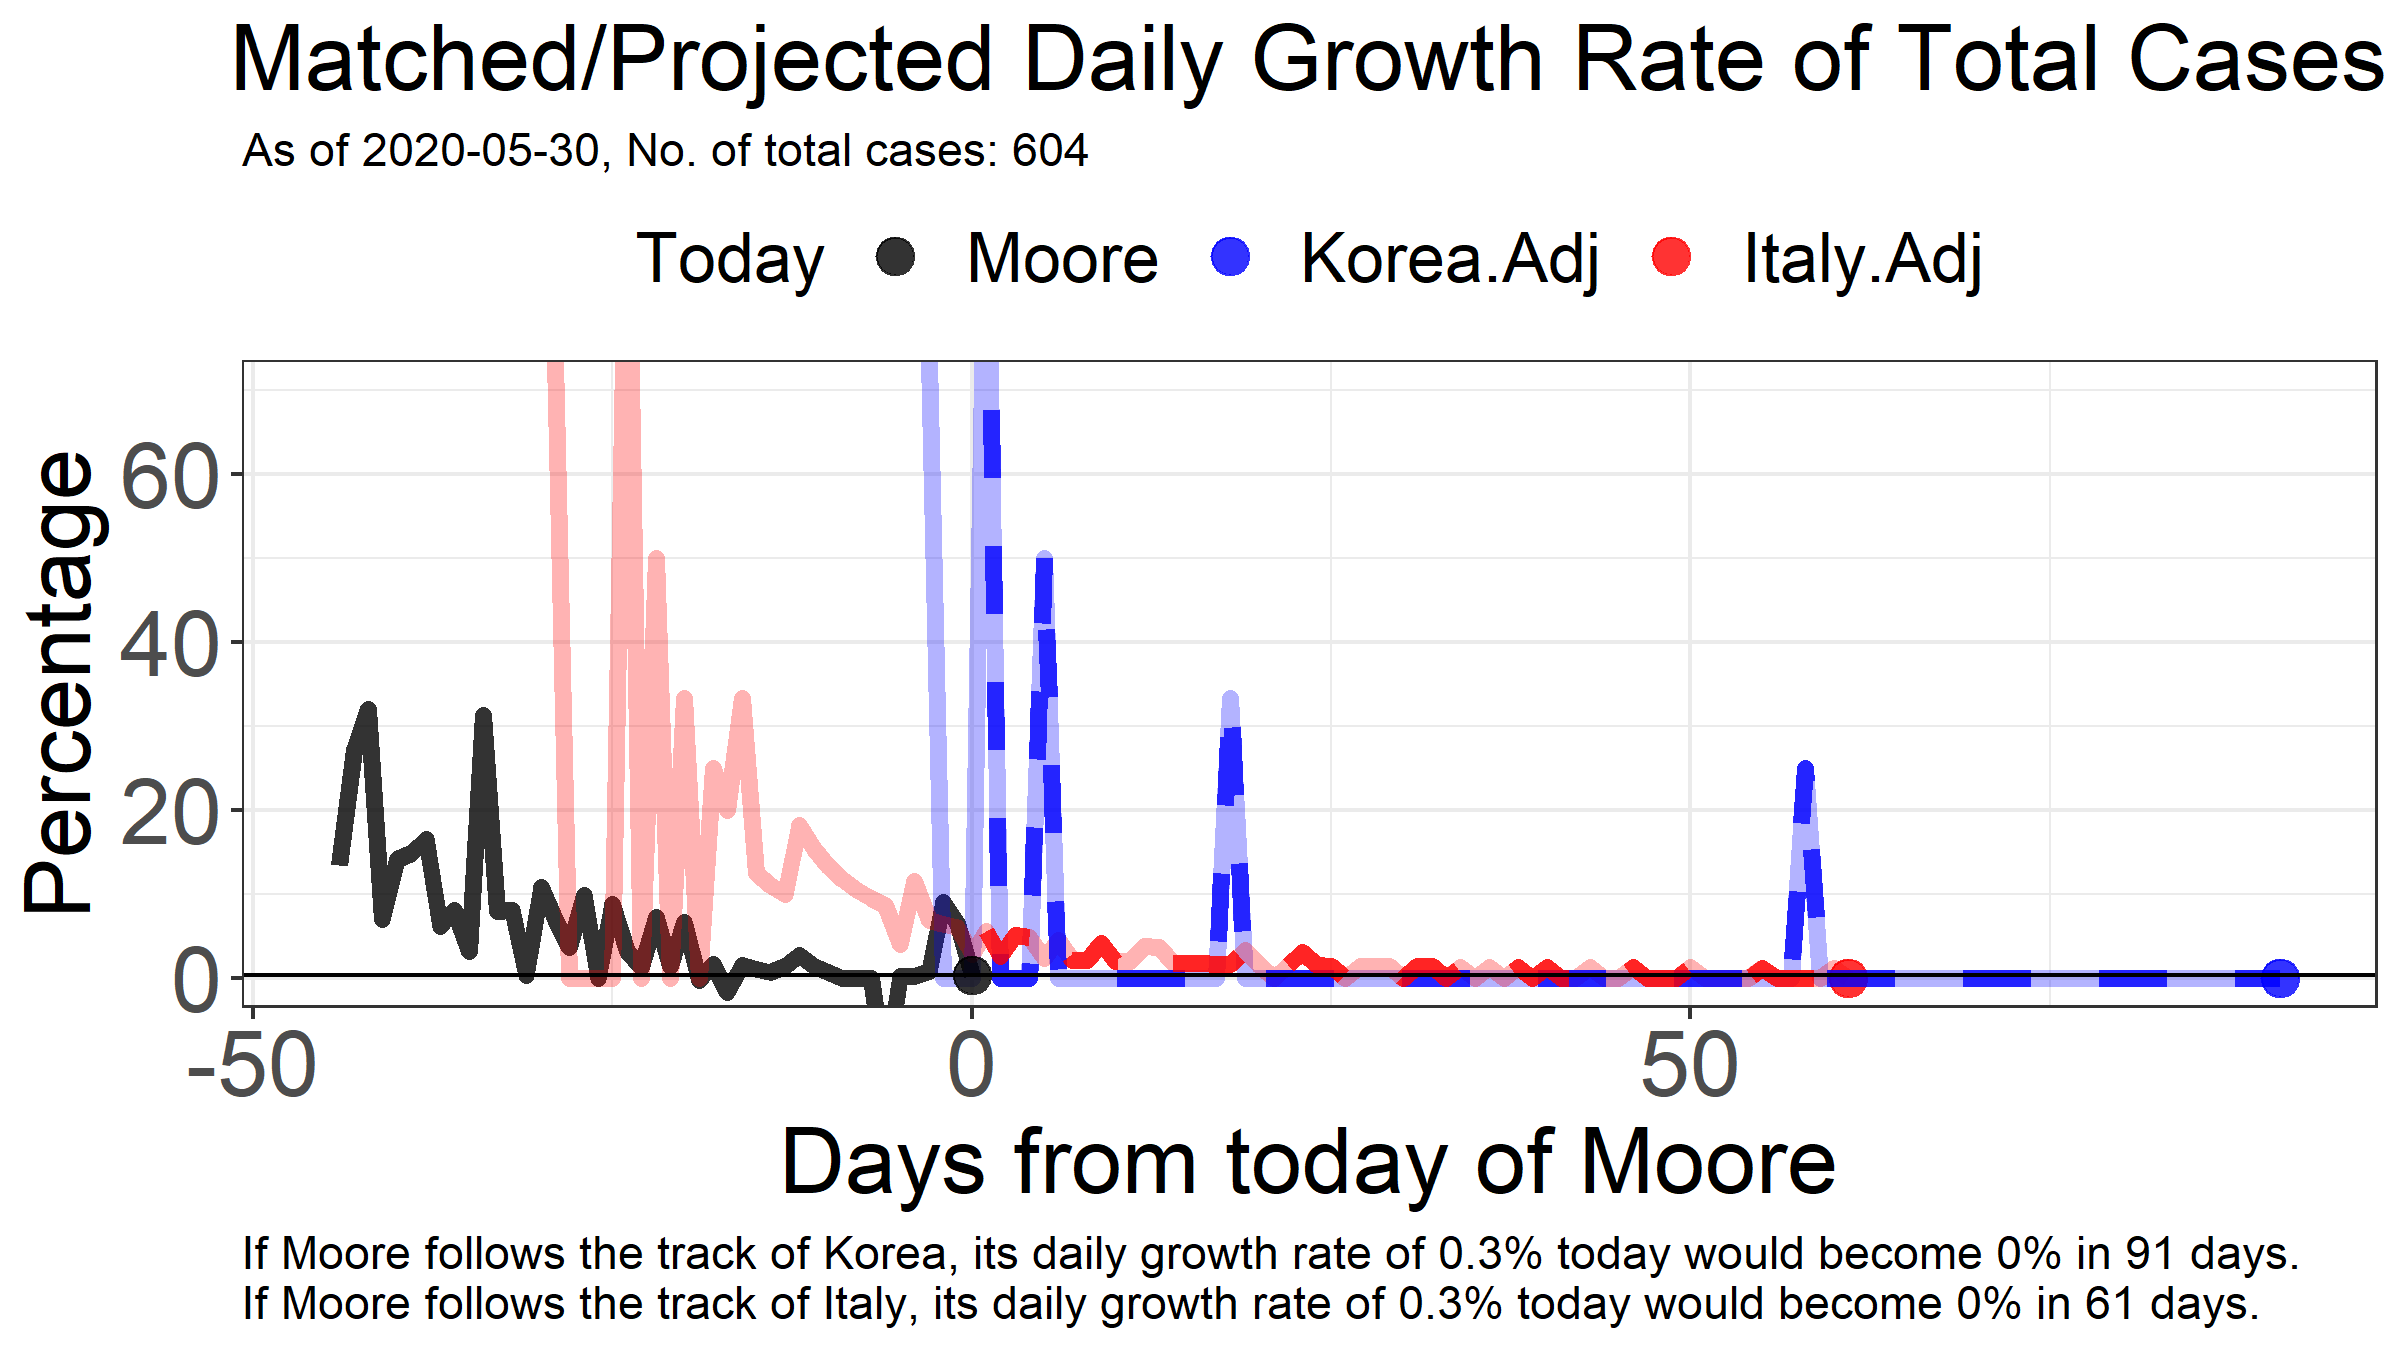 Matched/Projected Daily Growth Rate of Total Cases
As of 2020-05-30, No. of total cases: 604
Today Moore Korea.Adj Italy.Adj
Percentage
60
40
20
0
-50 0 50
Days from today of Moore
If Moore follows the track of Korea, its daily growth rate of 0.3% today would become 0% in 91 days.
If Moore follows the track of Italy, its daily growth rate of 0.3% today would become 0% in 61 days.